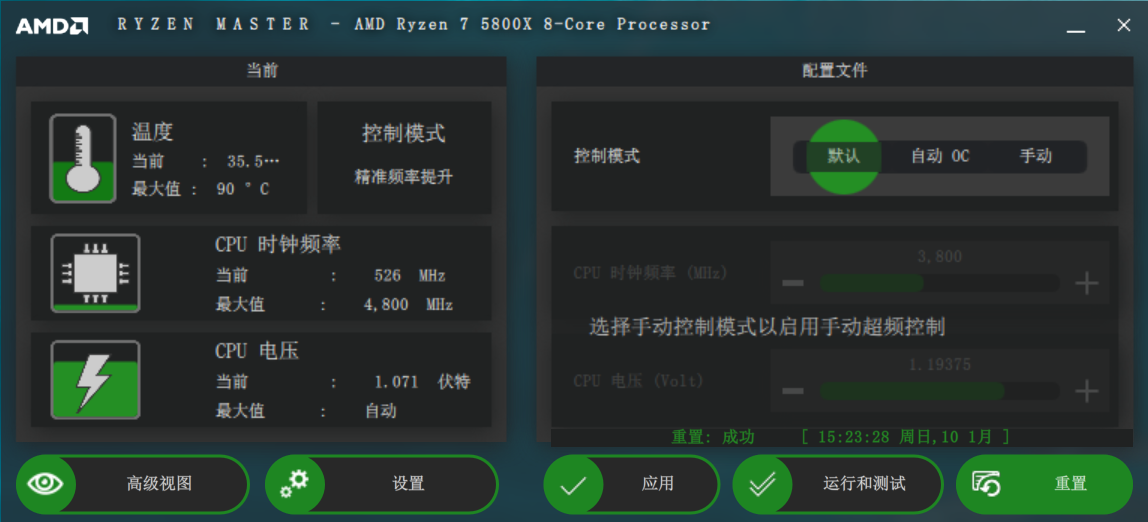 AMD RYZEN MASTER - AMD Ryzen 7 5800X 8-Core Processor
当前
温度
当前 : 35.5…
最大值 : 90 °C
控制模式
精准频率提升
CPU 时钟频率
当前 : 526 MHz
最大值 : 4,800 MHz
CPU 电压
当前 : 1.071 伏特
最大值 : 自动
配置文件
控制模式 默认 自动 OC 手动
CPU 时钟频率 (MHz) 3,800
选择手动控制模式以启用手动超频控制
CPU 电压 (Volt) 1.19375
重置: 成功 [ 15:23:28 周日,10 1月 ]
高级视图 设置 应用 运行和测试 重置